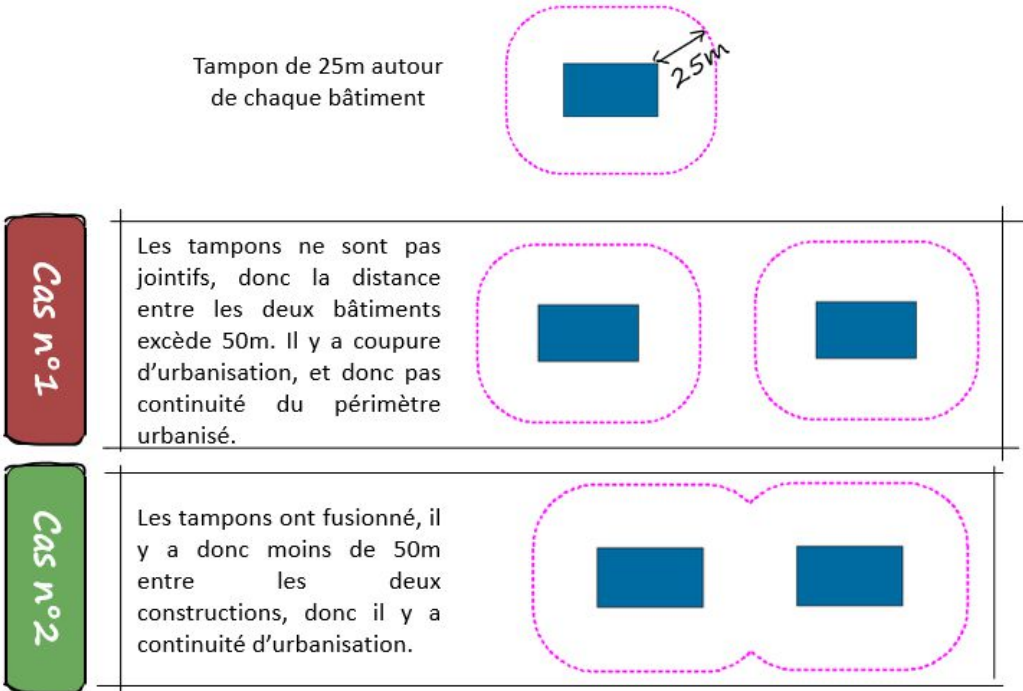 Tampon de 25m autour
de chaque bâtiment
25m
Cas n°1
Les tampons ne sont pas
jointifs, donc la distance
entre les deux bâtiments
excède 50m. Il y a coupure
d'urbanisation, et donc pas
continuité du périmètre
urbanisé.
Cas n°2
Les tampons ont fusionné, il
y a donc moins de 50m
entre les deux
constructions, donc il y a
continuité d'urbanisation.